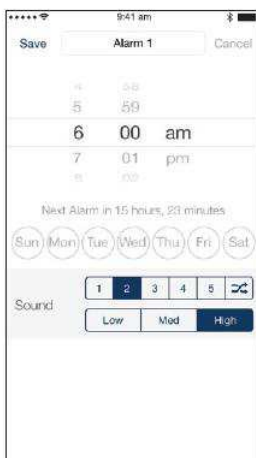 9:41 am
Save Alarm 1 Cancel
5 59
6 00 am
7 01 pm
Next Alarm in 15 hours, 23 minutes
Sun Mon Tue Wed Thu Fri Sat
Sound
1 2 3 4 5
Low Med High